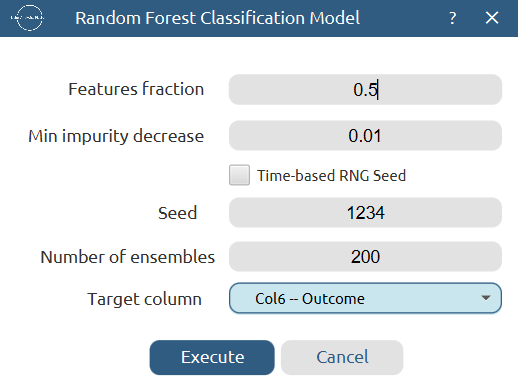 Random Forest Classification Model ?
Features fraction 0.5
Min impurity decrease 0.01
Time-based RNG Seed
Seed 1234
Number of ensembles 200
Target column Col6 -- Outcome
Execute Cancel